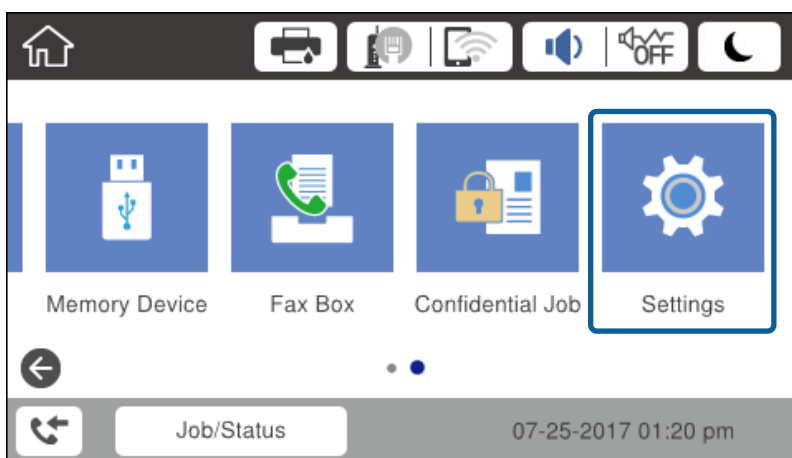 OFF
Memory Device
Fax Box
Confidential Job
Settings
Job/Status
07-25-2017 01:20 pm